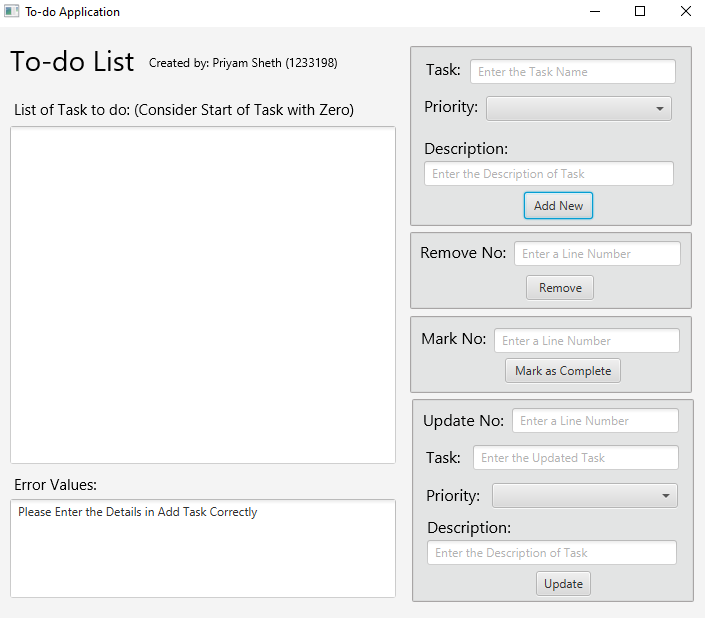 To-do Application
To-do List
Created by: Priyam Sheth (1233198)
List of Task to do: (Consider Start of Task with Zero)
Error Values:
Please Enter the Details in Add Task Correctly
Task:
Enter the Task Name
Priority:
Description:
Enter the Description of Task
Add New
Remove No:
Enter a Line Number
Remove
Mark No:
Enter a Line Number
Mark as Complete
Update No:
Enter a Line Number
Task:
Enter the Updated Task
Priority:
Description:
Enter the Description of Task
Update